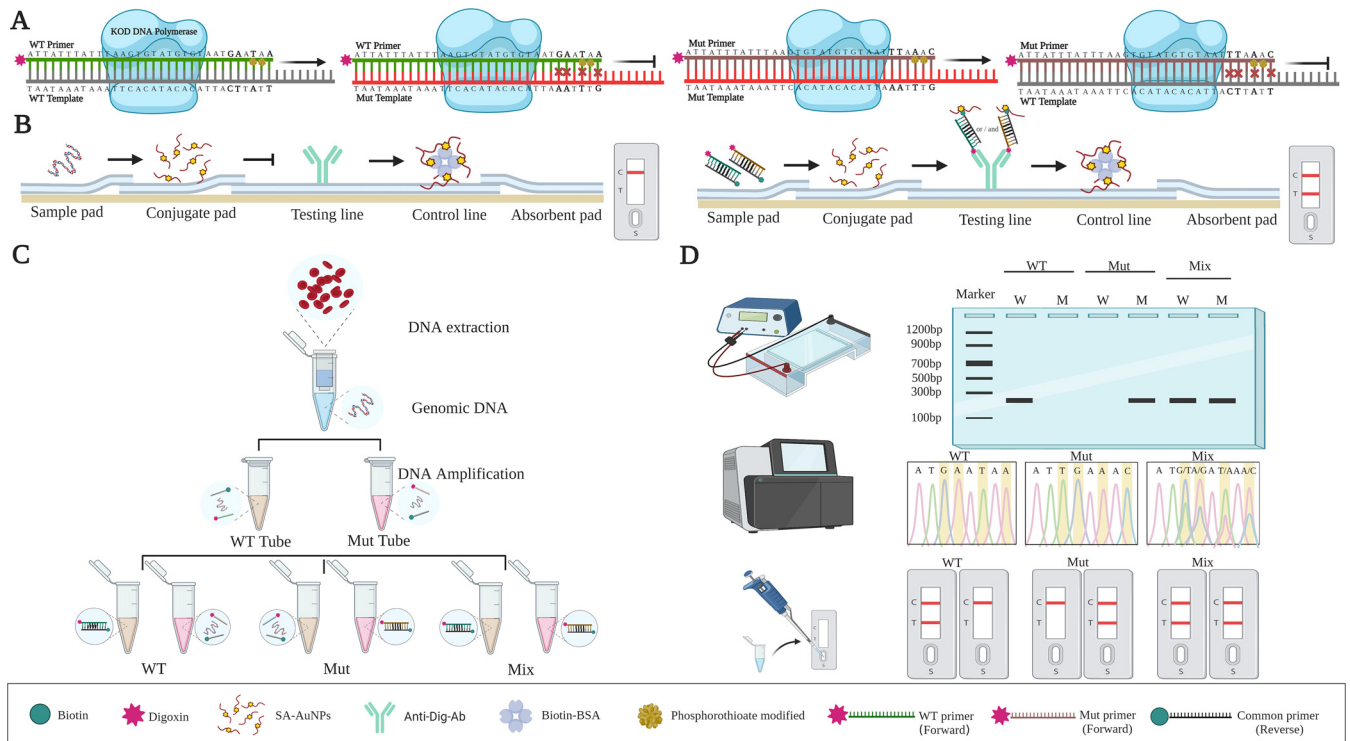 A
WT Primer
KOD DNA Polymerase
ATTATTTATTTAAGTGTATGTGTAATGAATAA
TAATAAATAAATTCACATACACATTACTTATT
WT Template
WT Primer
ATTATTTATTTAAGTGTATGTGTAATGAATAA
TAATAAATAAATTCACATACACATTAAATTTG
Mut Template
Mut Primer
ATTATTTATTTAAGTGTATGTGTAATTTAAAC
TAATAAATAAATTCACATACACATTAAATTTG
Mut Template
Mut Primer
ATTATTTATTTAAGTGTATGTGTAATTTAAAC
TAATAAATAAATTCACATACACATTACTTATT
WT Template
B
Sample pad
Conjugate pad
Testing line
Control line
Absorbent pad
C
T
S
or / and
Sample pad
Conjugate pad
Testing line
Control line
Absorbent pad
C
T
S
C
DNA extraction
Genomic DNA
DNA Amplification
WT Tube
Mut Tube
WT
Mut
Mix
D
WT Mut Mix
Marker W M W M W M
1200bp
900bp
700bp
500bp
300bp
100bp
WT Mut Mix
A T G A A T A A
A T T G A A A C
A T G/TA/G A T/AAA/C
WT Mut Mix
C C C C
T T T T
S S S S S S S
Biotin
Digoxin
SA-AuNPs
Anti-Dig-Ab
Biotin-BSA
Phosphorothioate modified
WT primer
(Forward)
Mut primer
(Forward)
Common primer
(Reverse)